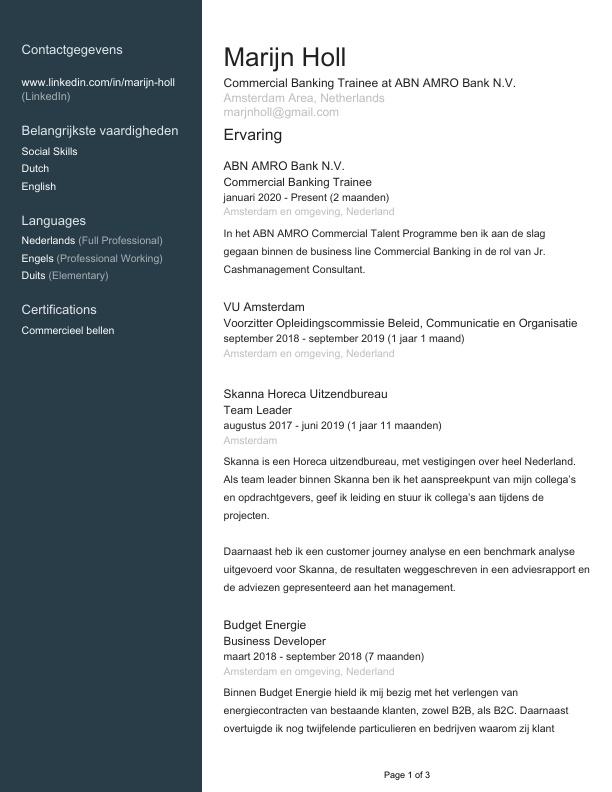 Contactgegevens
www.linkedin.com/in/marijn-holl
(LinkedIn)
Belangrijkste vaardigheden
Social Skills
Dutch
English
Languages
Nederlands (Full Professional)
Engels (Professional Working)
Duits (Elementary)
Certifications
Commercieel bellen
Marijn Holl
Commercial Banking Trainee at ABN AMRO Bank N.V.
Amsterdam Area, Netherlands
marjnholl@gmail.com
Ervaring
ABN AMRO Bank N.V.
Commercial Banking Trainee
januari 2020 - Present (2 maanden)
Amsterdam en omgeving, Nederland
In het ABN AMRO Commercial Talent Programme ben ik aan de slag
gegaan binnen de business line Commercial Banking in de rol van Jr.
Cashmanagement Consultant.
VU Amsterdam
Voorzitter Opleidingscommissie Beleid, Communicatie en Organisatie
september 2018 - september 2019 (1 jaar 1 maand)
Amsterdam en omgeving, Nederland
Skanna Horeca Uitzendbureau
Team Leader
augustus 2017 - juni 2019 (1 jaar 11 maanden)
Amsterdam
Skanna is een Horeca uitzendbureau, met vestigingen over heel Nederland.
Als team leader binnen Skanna ben ik het aanspreekpunt van mijn collega's
en opdrachtgevers, geef ik leiding en stuur ik collega's aan tijdens de
projecten.
Daarnaast heb ik een customer journey analyse en een benchmark analyse
uitgevoerd voor Skanna, de resultaten weggeschreven in een adviesrapport en
de adviezen gepresenteerd aan het management.
Budget Energie
Business Developer
maart 2018 - september 2018 (7 maanden)
Amsterdam en omgeving, Nederland
Binnen Budget Energie hield ik mij bezig met het verlengen van
energiecontracten van bestaande klanten, zowel B2B, als B2C. Daarnaast
overtuigde ik nog twijfelende particulieren en bedrijven waarom zij klant
Page 1 of 3